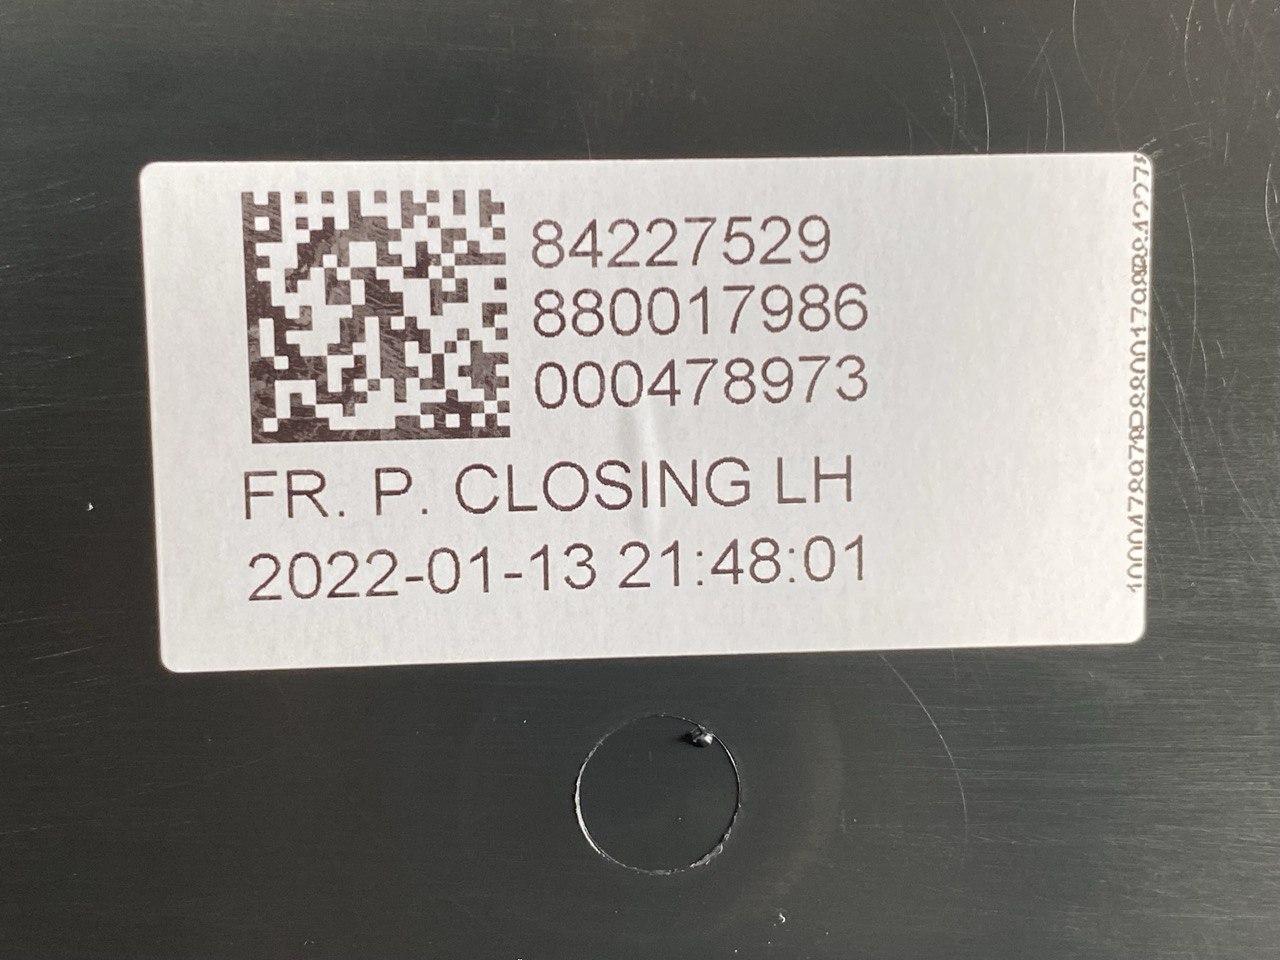 84227529
880017986
000478973
FR. P. CLOSING LH
2022-01-13 21:48:01